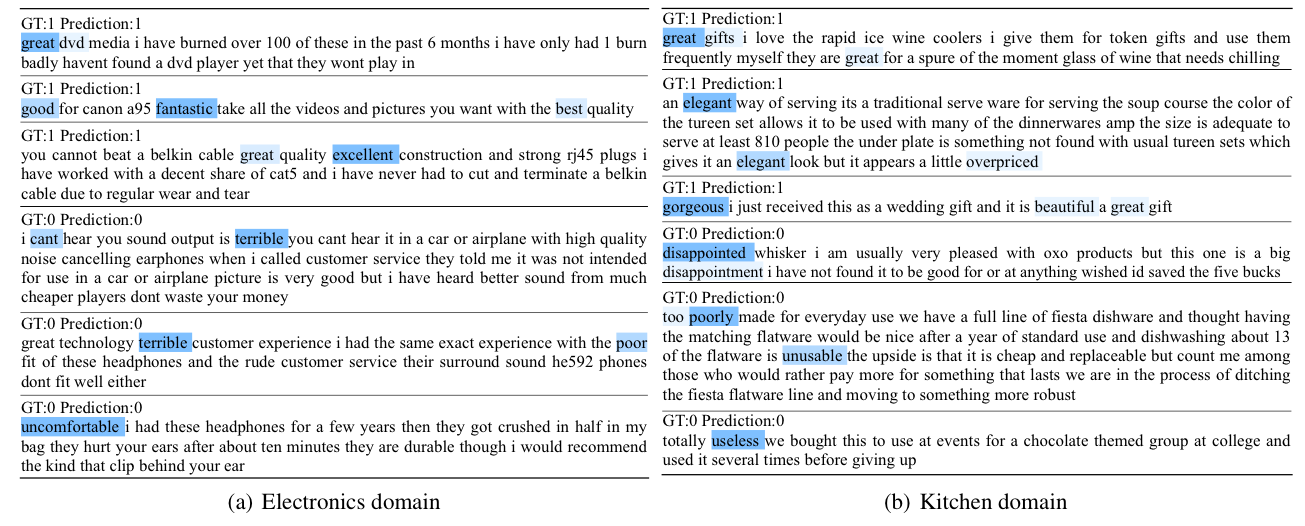 GT:1 Prediction:1
great dvd media i have burned over 100 of these in the past 6 months i have only had 1 burn
badly havent found a dvd player yet that they wont play in
GT:1 Prediction:1
good for canon a95 fantastic take all the videos and pictures you want with the best quality
GT:1 Prediction:1
you cannot beat a belkin cable great quality excellent construction and strong rj45 plugs i
have worked with a decent share of cat5 and i have never had to cut and terminate a belkin
cable due to regular wear and tear
GT:0 Prediction:0
i cant hear you sound output is terrible you cant hear it in a car or airplane with high quality
noise cancelling earphones when i called customer service they told me it was not intended
for use in a car or airplane picture is very good but i have heard better sound from much
cheaper players dont waste your money
GT:0 Prediction:0
great technology terrible customer experience i had the same exact experience with the poor
fit of these headphones and the rude customer service their surround sound he592 phones
dont fit well either
GT:0 Prediction:0
uncomfortable i had these headphones for a few years then they got crushed in half in my
bag they hurt your ears after about ten minutes they are durable though i would recommend
the kind that clip behind your ear
(a) Electronics domain
GT:1 Prediction:1
great gifts i love the rapid ice wine coolers i give them for token gifts and use them
frequently myself they are great for a spure of the moment glass of wine that needs chilling
GT:1 Prediction:1
an elegant way of serving its a traditional serve ware for serving the soup course the color of
the tureen set allows it to be used with many of the dinnerwares amp the size is adequate to
serve at least 810 people the under plate is something not found with usual tureen sets which
gives it an elegant look but it appears a little overpriced
GT:1 Prediction:1
gorgeous i just received this as a wedding gift and it is beautiful a great gift
GT:0 Prediction:0
disappointed whisker i am usually very pleased with oxo products but this one is a big
disappointment i have not found it to be good for or at anything wished id saved the five bucks
GT:0 Prediction:0
too poorly made for everyday use we have a full line of fiesta dishware and thought having
the matching flatware would be nice after a year of standard use and dishwashing about 13
of the flatware is unusable the upside is that it is cheap and replaceable but count me among
those who would rather pay more for something that lasts we are in the process of ditching
the fiesta flatware line and moving to something more robust
GT:0 Prediction:0
totally useless we bought this to use at events for a chocolate themed group at college and
used it several times before giving up
(b) Kitchen domain